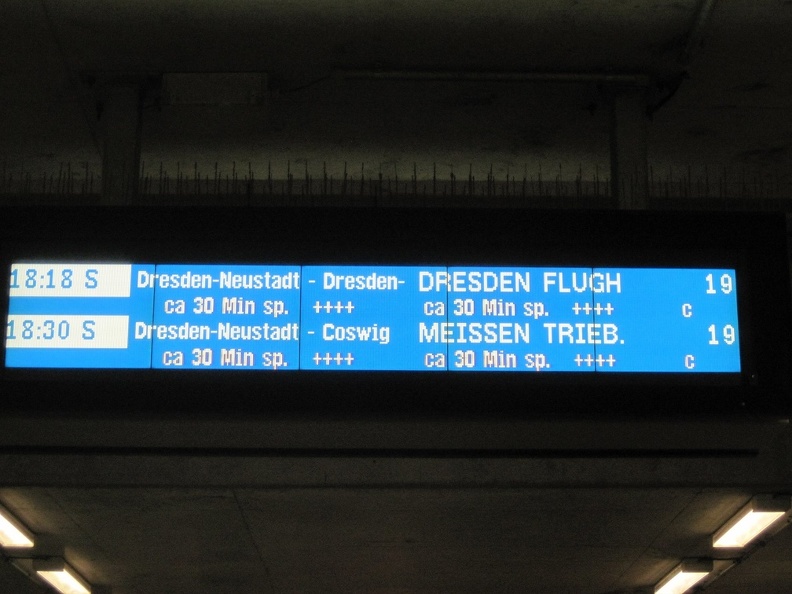 18:18 S Dresden-Neustadt - Dresden- DRESDEN FLUGH 19
ca 30 Min sp. ++++ ca 30 Min sp. ++++ c
18:30 S Dresden-Neustadt - Coswig MEISSEN TRIEB. 19
ca 30 Min sp. ++++ ca 30 Min sp. ++++ c